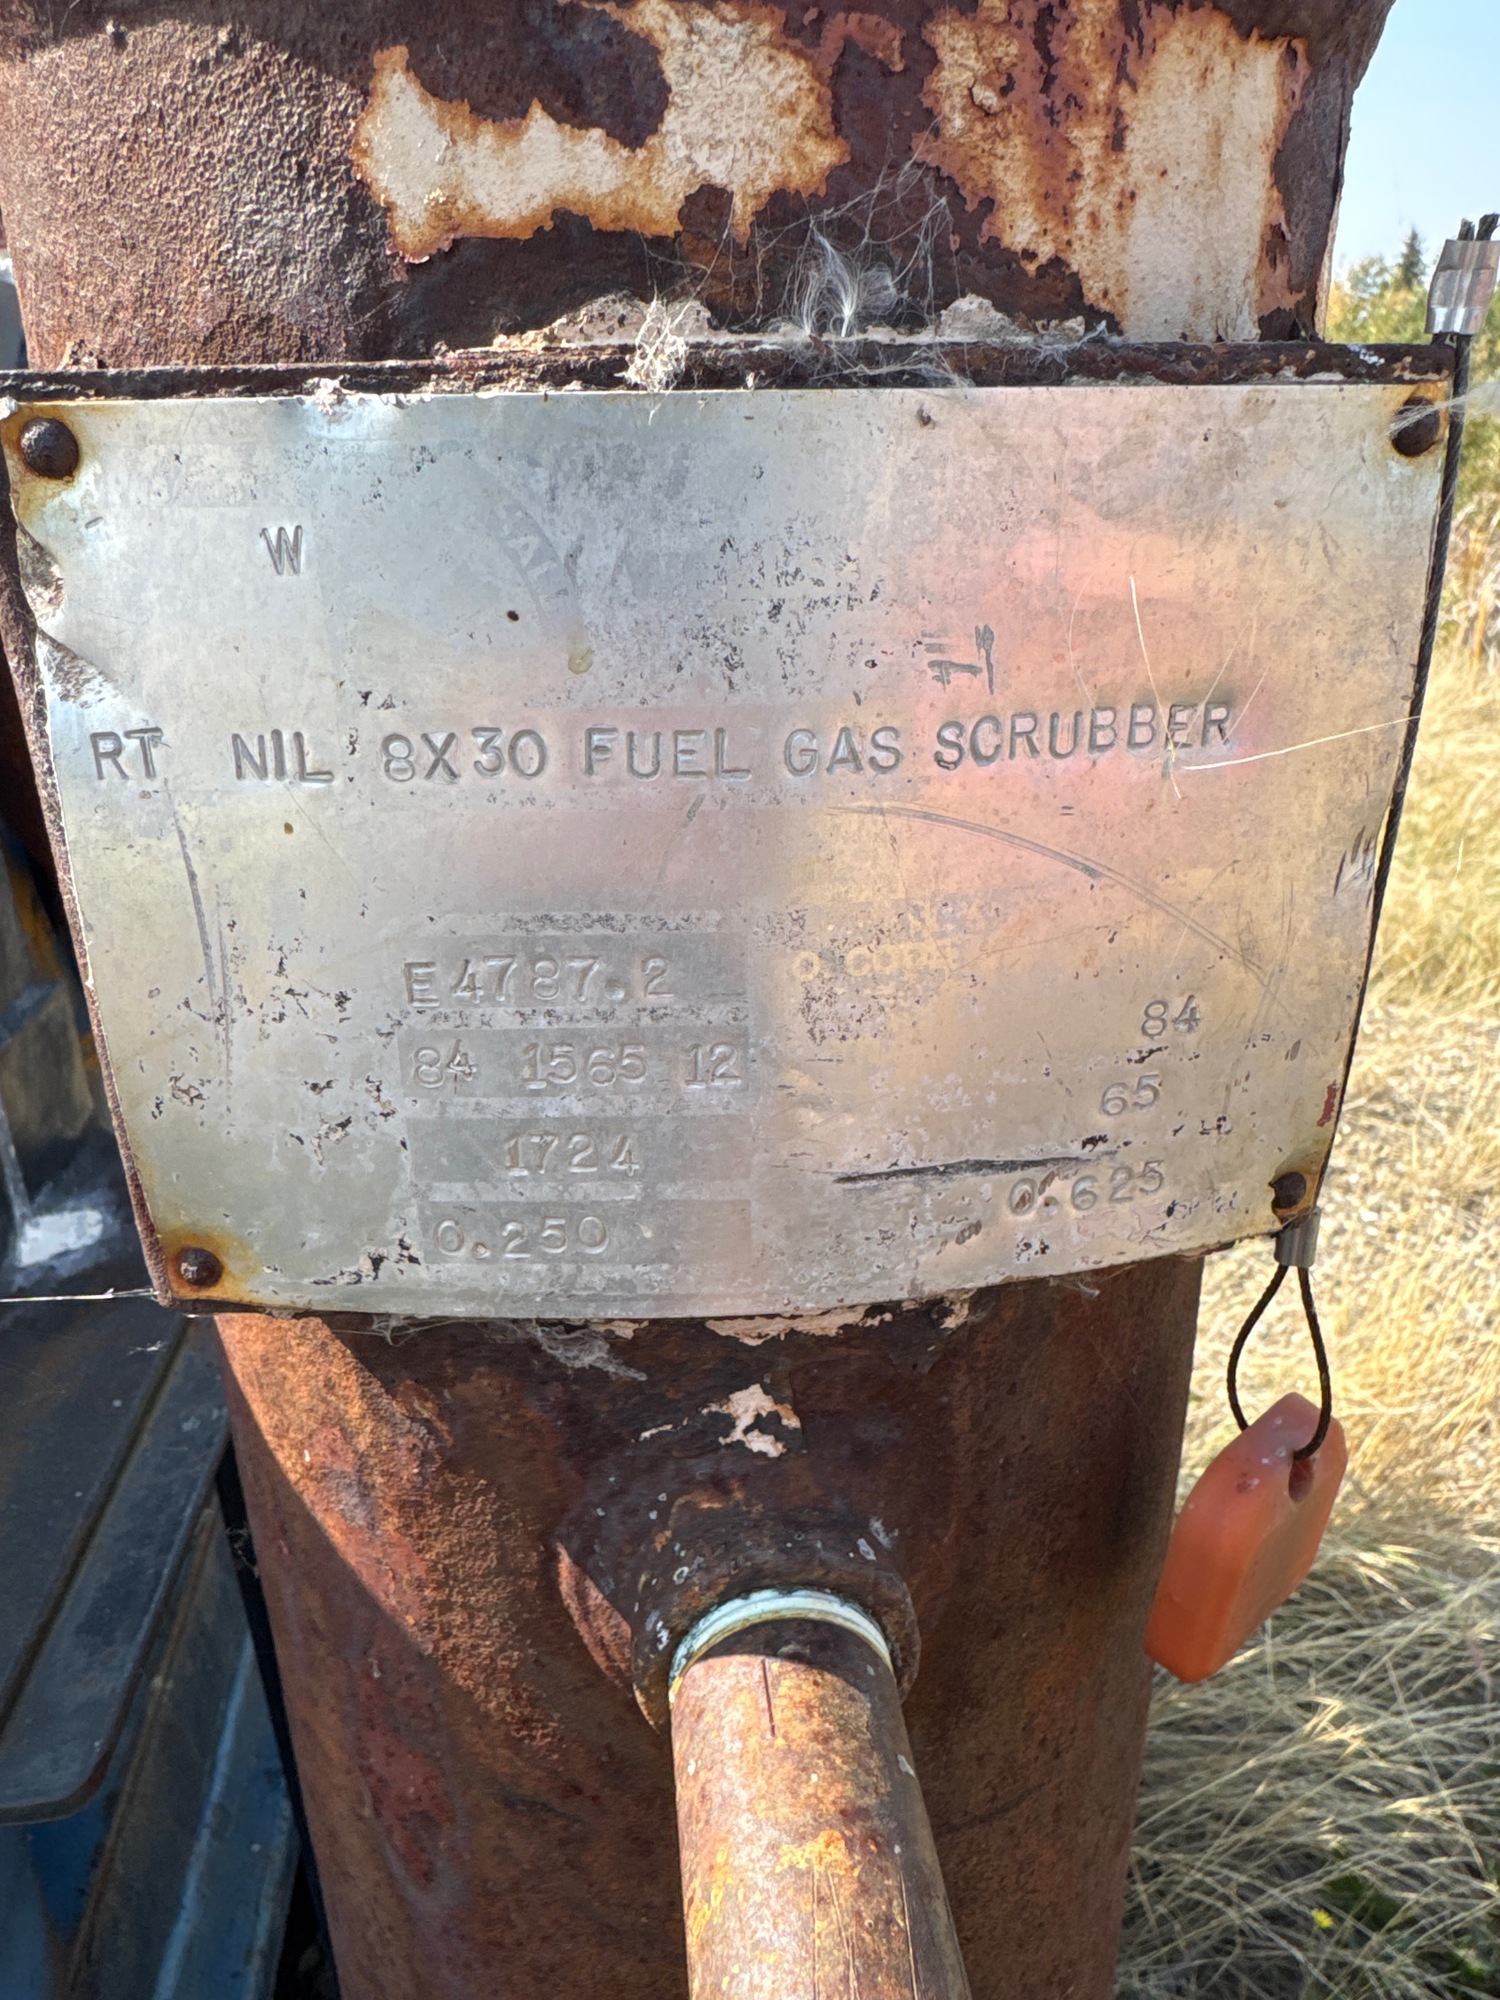 W
RT NIL 8X30 FUEL GAS SCRUBBER
E4787.2
84 1565 12
84
65
1724
0.625
0.250